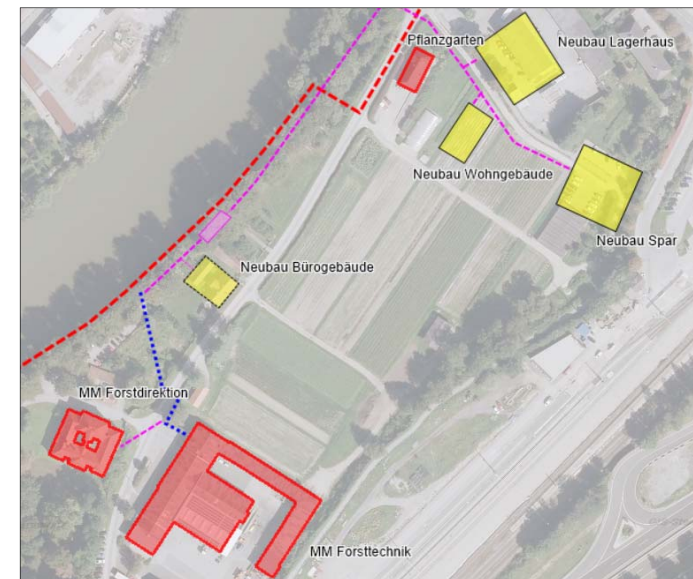 Pflanzgarten
Neubau Lagerhaus
Neubau Wohngebäude
Neubau Spar
Neubau Bürogebäude
MM Forstdirektion
MM Forsttechnik